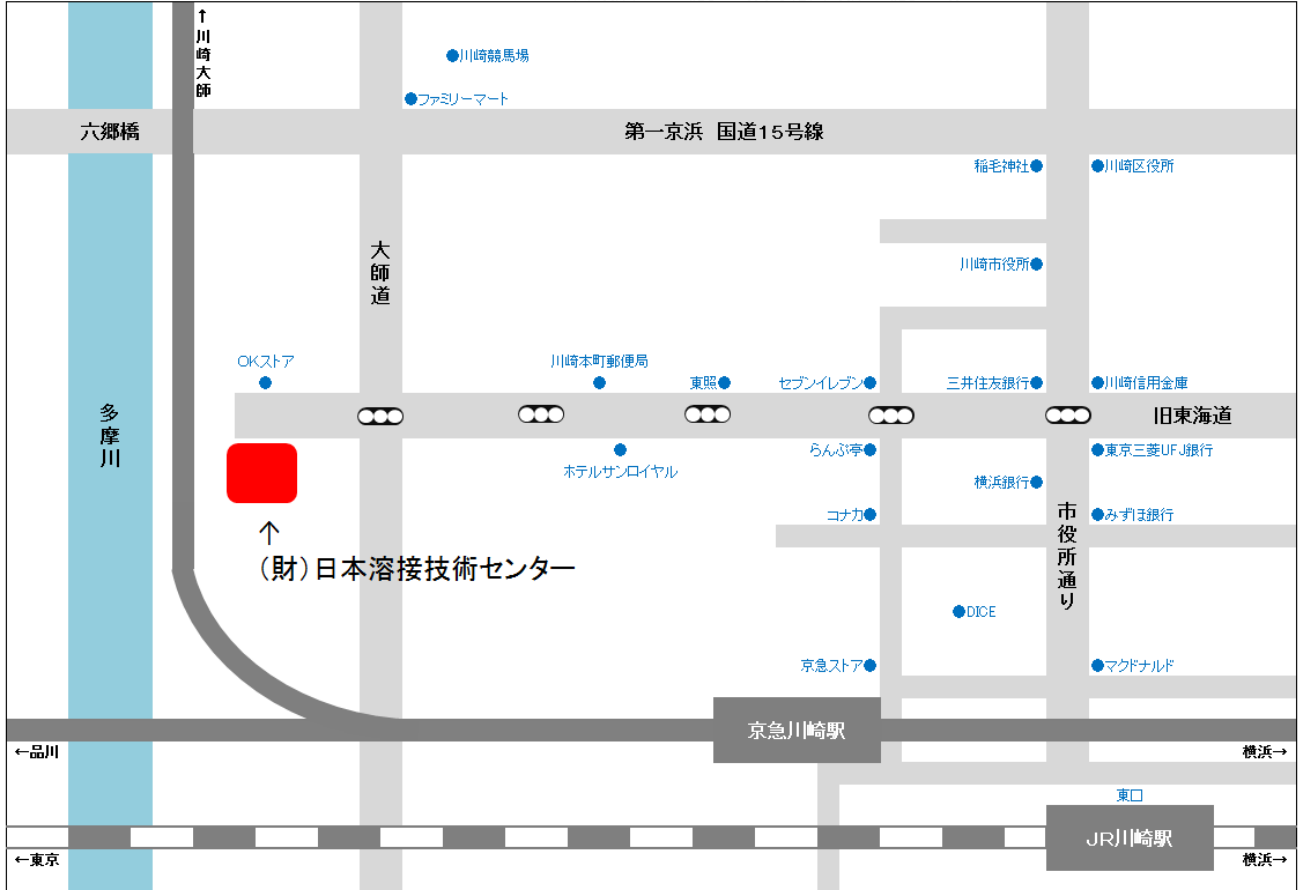 ↑川崎大師
川崎競馬場
ファミリーマート
六郷橋
第一京浜 国道15号線
稲毛神社
川崎区役所
大師道
川崎市役所
OKストア
川崎本町郵便局
東照
セブンイレブン
三井住友銀行
川崎信用金庫
多摩川
旧東海道
らんぷ亭
東京三菱UFJ銀行
ホテルサンロイヤル
横浜銀行
コナカ
みずほ銀行
市役所通り
↑
(財)日本溶接技術センター
DICE
京急ストア
マクドナルド
京急川崎駅
←品川
横浜→
東口
JR川崎駅
←東京
横浜→